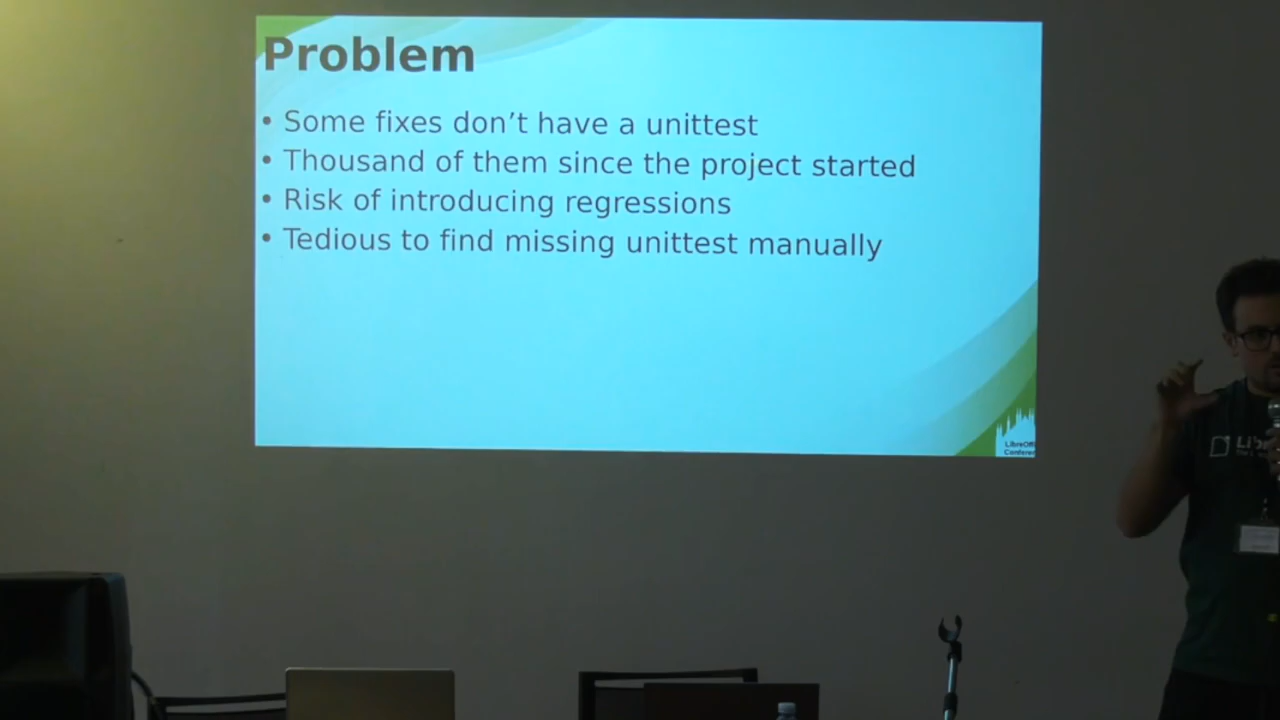 Problem
• Some fixes don’t have a unittest
• Thousand of them since the project started
• Risk of introducing regressions
• Tedious to find missing unittest manually